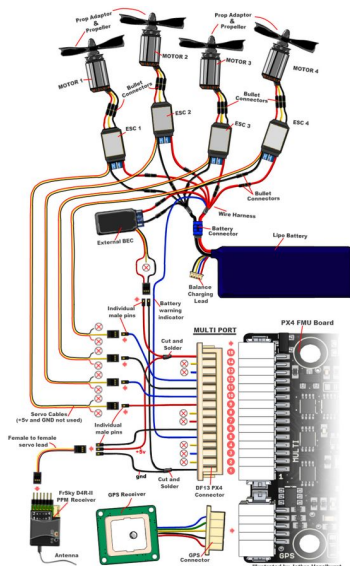 Prop Adaptor
&
Propeller
Prop Adaptor
&
Propeller
MOTOR 1
MOTOR 2
MOTOR 3
MOTOR 4
Bullet
Connectors
Bullet
Connectors
ESC 1
ESC 2
ESC 3
ESC 4
Bullet
Connectors
Wire Harness
Battery
Connector
Lipo Battery
External BEC
Balance
Charging
Lead
Battery
warning
indicator
Individual
male pins
MULTI PORT
PX4 FMU Board
Cut and
Solder
MULTI
1
Servo Cables
(+5v and GND not used)
Individual
male pins
Female to female
servo lead
+5v
gnd
Cut and
Solder
DF13 PX4
Connector
FrSky D4R-II
PPM Receiver
GPS Receiver
GPS
Connector
GPS
Antenna